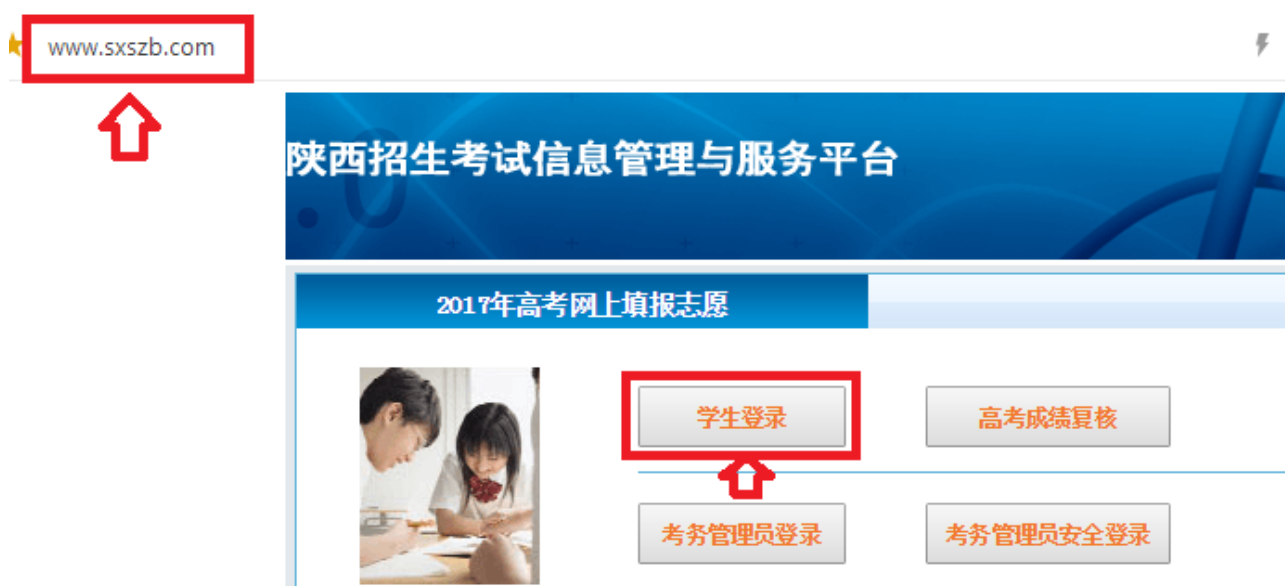 www.sxszb.com
陕西招生考试信息管理与服务平台
.0
2017年高考网上填报志愿
学生登录
高考成绩复核
考务管理员登录
考务管理员安全登录